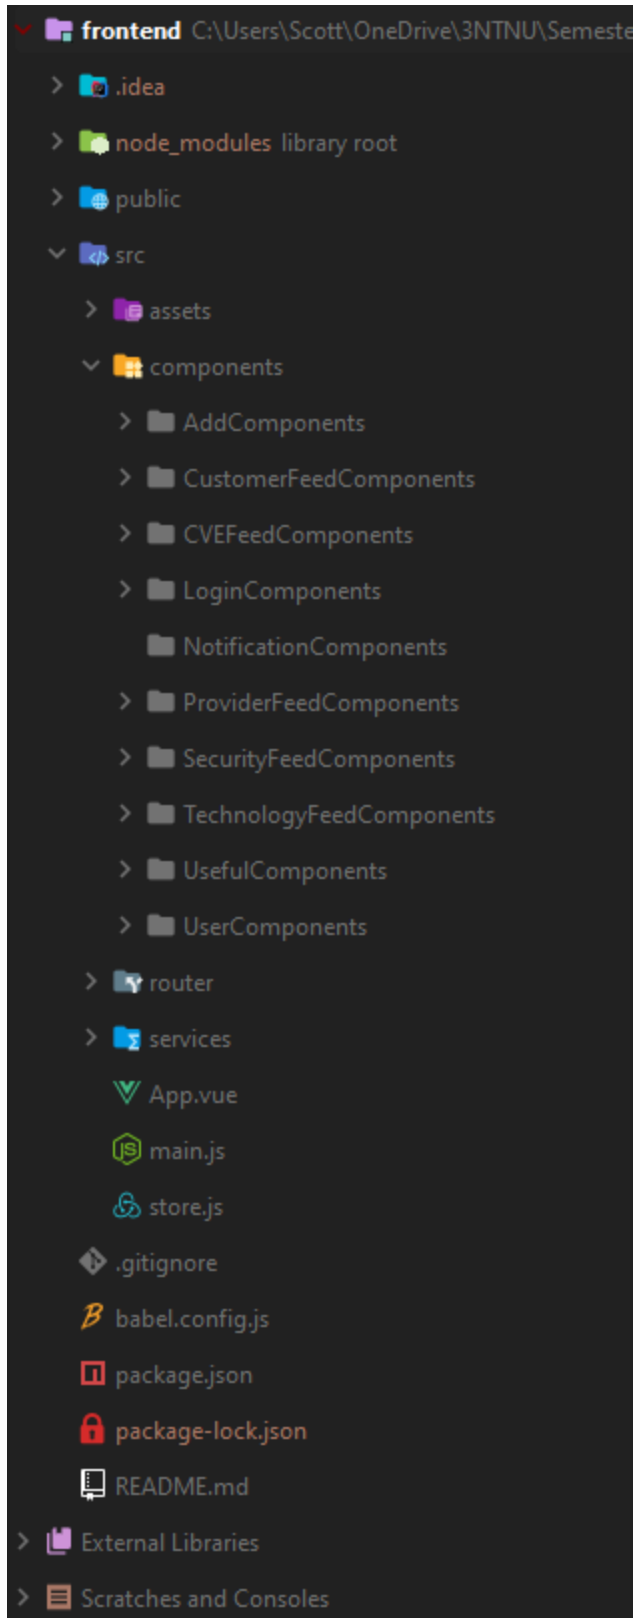 frontend C:\Users\Scott\OneDrive\3NTNU\Semeste
.idea
node_modules library root
public
src
assets
components
AddComponents
CustomerFeedComponents
CVEFeedComponents
LoginComponents
NotificationComponents
ProviderFeedComponents
SecurityFeedComponents
TechnologyFeedComponents
UsefulComponents
UserComponents
router
services
App.vue
main.js
store.js
.gitignore
babel.config.js
package.json
package-lock.json
README.md
External Libraries
Scratches and Consoles